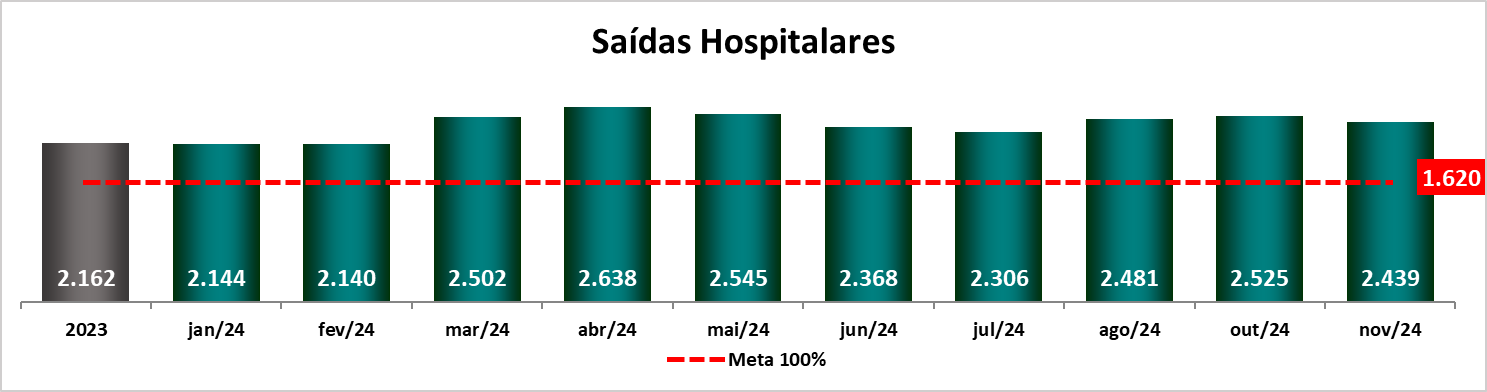 Saídas Hospitalares
1.620
2.162 2.144 2.140 2.502 2.638 2.545 2.368 2.306 2.481 2.525 2.439
2023 jan/24 fev/24 mar/24 abr/24 mai/24 jun/24 jul/24 ago/24 out/24 nov/24
Meta 100%